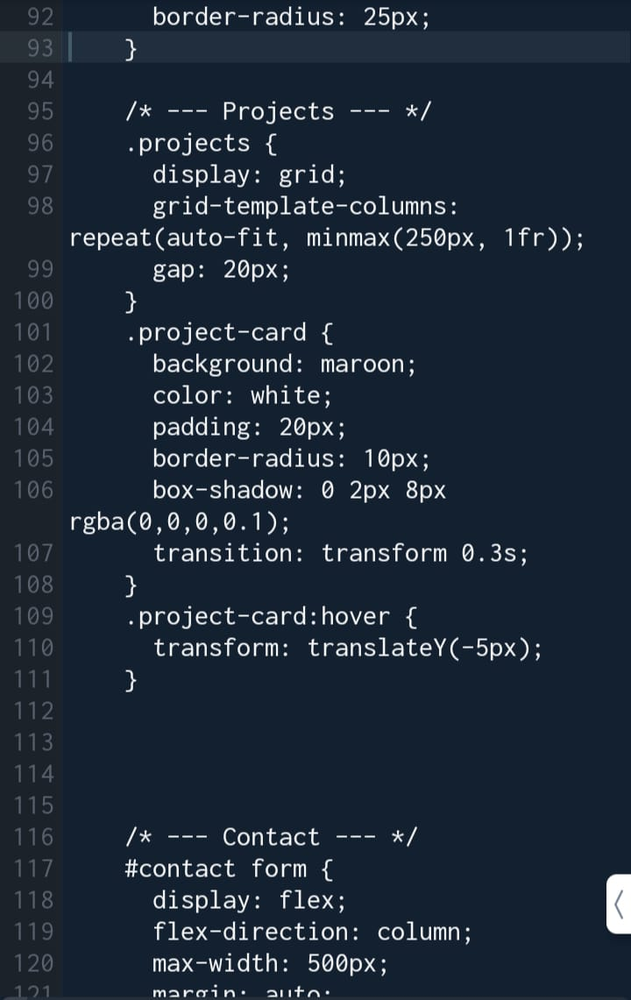 92 border-radius: 25px;
93 }
94
95 /* --- Projects --- */
96 .projects {
97 display: grid;
98 grid-template-columns:
repeat(auto-fit, minmax(250px, 1fr));
99 gap: 20px;
100 }
101 .project-card {
102 background: maroon;
103 color: white;
104 padding: 20px;
105 border-radius: 10px;
106 box-shadow: 0 2px 8px
rgba(0,0,0,0.1);
107 transition: transform 0.3s;
108 }
109 .project-card:hover {
110 transform: translateY(-5px);
111 }
112
113
114
115
116 /* --- Contact --- */
117 #contact form {
118 display: flex;
119 flex-direction: column;
120 max-width: 500px;
121 margin: auto;